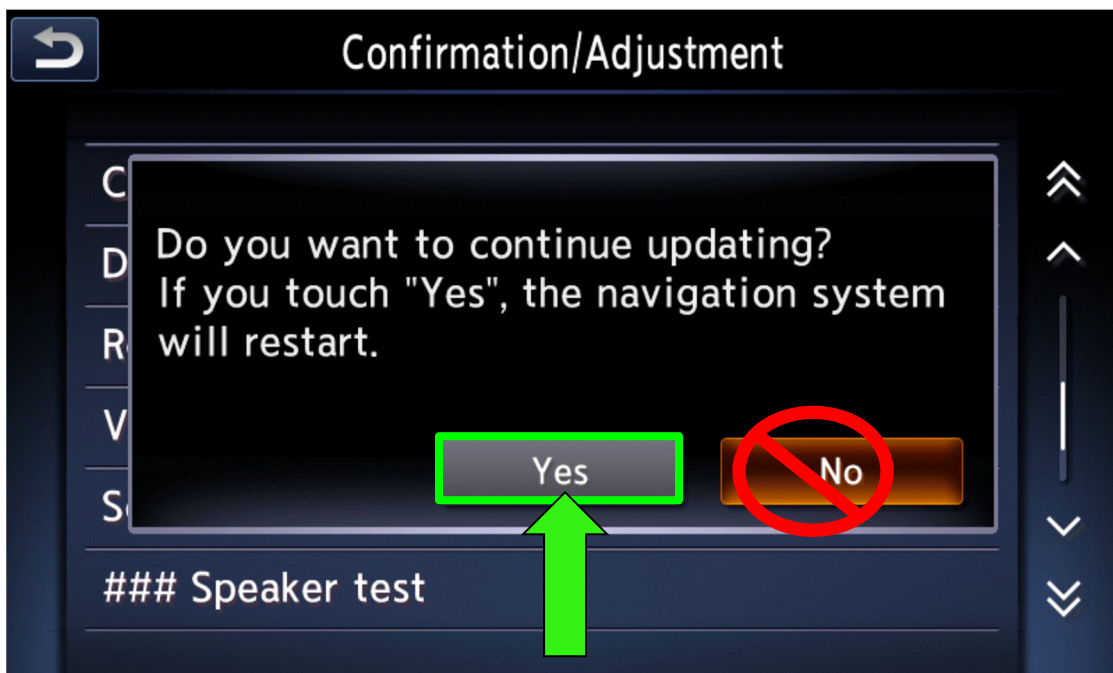 Confirmation/Adjustment
C
D
Do you want to continue updating?
If you touch "Yes", the navigation system
R
will restart.
V
Yes
No
S
### Speaker test